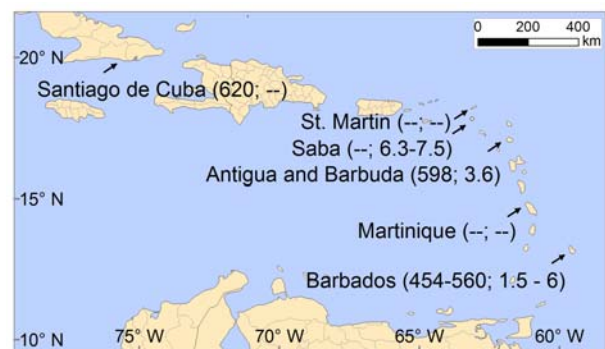 0 200 400
km
20° N
Santiago de Cuba (620; --)
St. Martin (--; --)
Saba (--; 6.3-7.5)
Antigua and Barbuda (598; 3.6)
15° N
Martinique (--; --)
Barbados (454-560; 1.5 - 6)
10° N
75° W
70° W
65° W
60° W